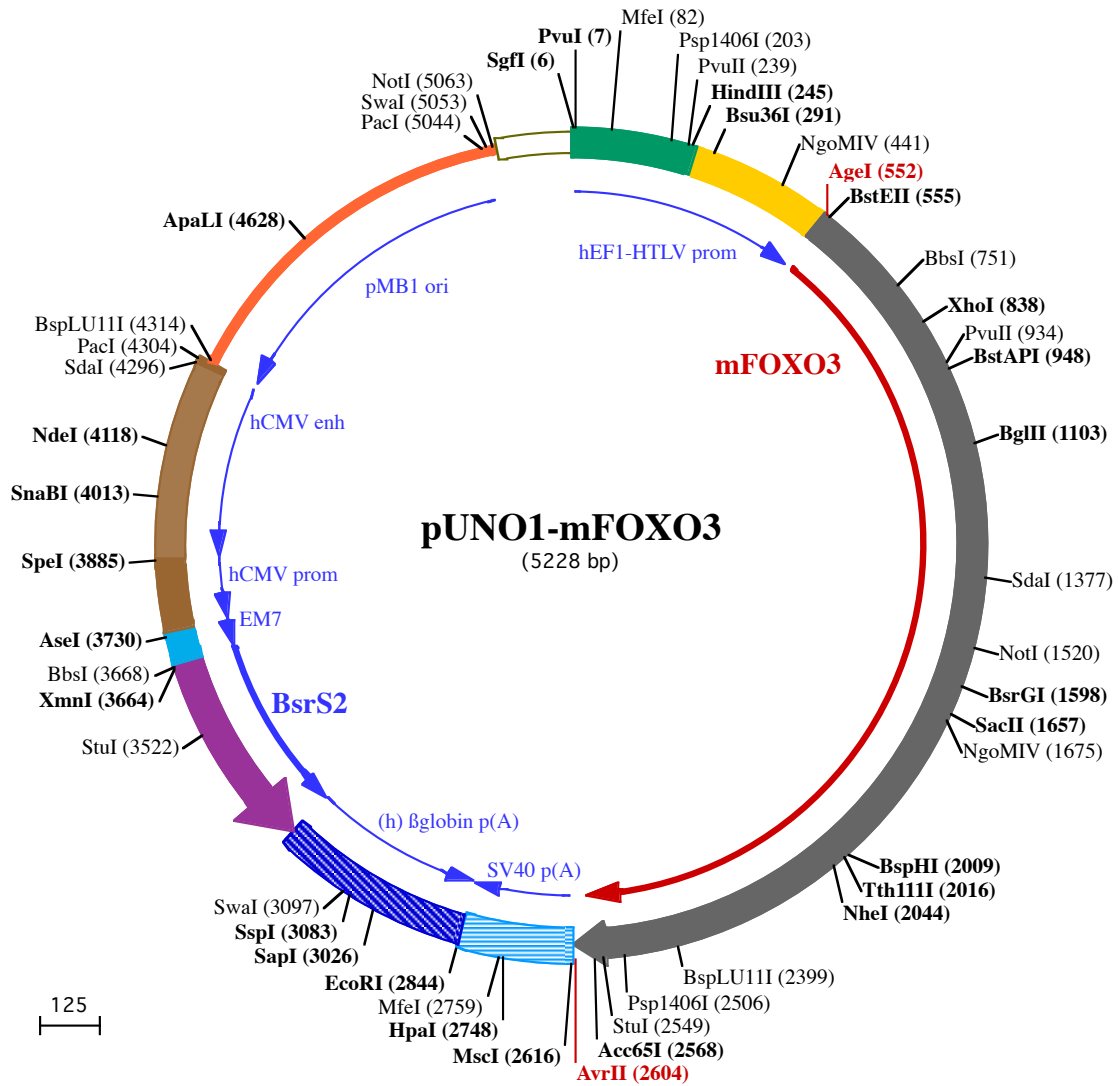 PvuI (7)
SgfI (6)
MfeI (82)
Psp1406I (203)
PvuII (239)
HindIII (245)
Bsu36I (291)
NgoMIV (441)
AgeI (552)
BstEII (555)
BbsI (751)
XhoI (838)
PvuII (934)
BstAPI (948)
BglII (1103)
SdaI (1377)
NotI (1520)
BsrGI (1598)
SacII (1657)
NgoMIV (1675)
BspHI (2009)
Tth111I (2016)
NheI (2044)
BspLU11I (2399)
Psp1406I (2506)
StuI (2549)
Acc65I (2568)
AvrII (2604)
MscI (2616)
HpaI (2748)
MfeI (2759)
EcoRI (2844)
SapI (3026)
SspI (3083)
SwaI (3097)
StuI (3522)
XmnI (3664)
BbsI (3668)
AseI (3730)
SpeI (3885)
SnaBI (4013)
NdeI (4118)
SdaI (4296)
PacI (4304)
BspLU11I (4314)
ApaLI (4628)
PacI (5044)
SwaI (5053)
NotI (5063)
hEF1-HTLV prom
mFOXO3
pMB1 ori
hCMV enh
hCMV prom
EM7
BsrS2
(h) ßglobin p(A)
SV40 p(A)
pUNO1-mFOXO3
(5228 bp)
125